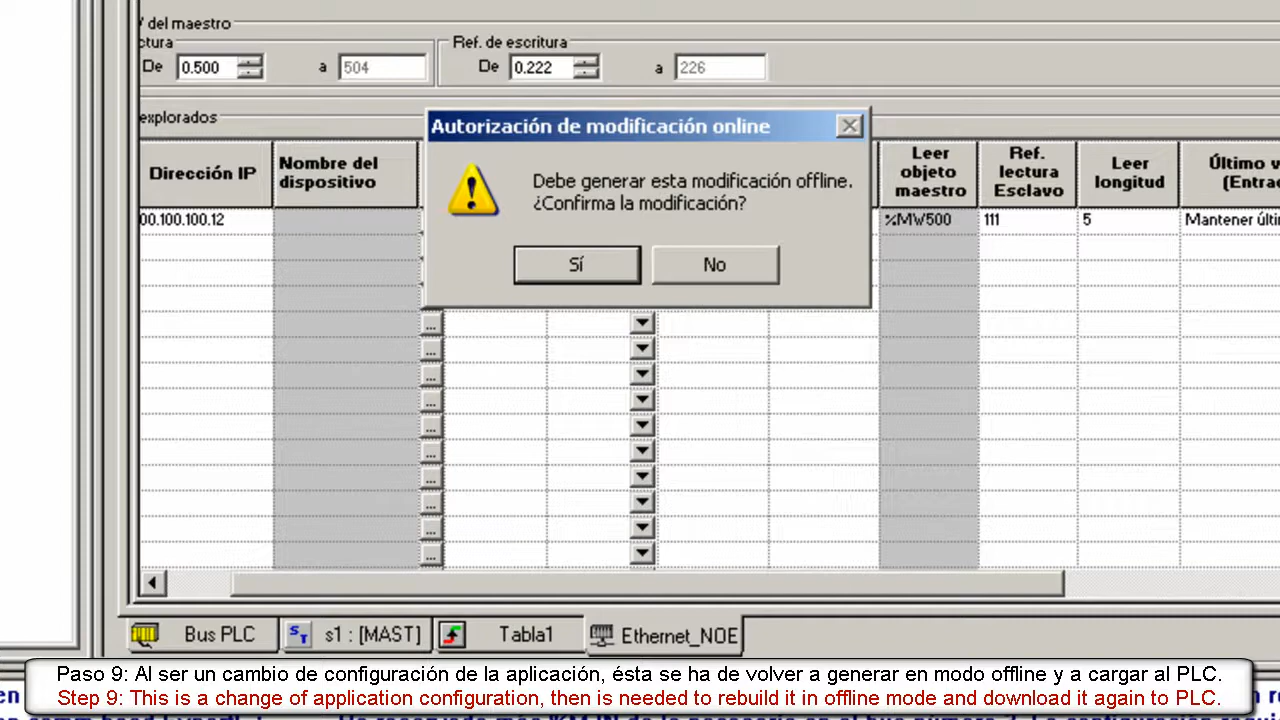 del maestro
ctura
Ref. de escritura
De 0.500 a 504 De 0.222 a 226
explorados
Autorización de modificación online
Debe generar esta modificación offline.
¿Confirma la modificación?
Sí No
Dirección IP
Nombre del
dispositivo
Leer
objeto
maestro
Ref.
lectura
Esclavo
Leer
longitud
Último v
(Entrac
00.100.100.12 %MW500 111 5 Mantener últi
Bus PLC s1 : [MAST] Tabla1 Ethernet_NOE
Paso 9: Al ser un cambio de configuración de la aplicación, ésta se ha de volver a generar en modo offline y a cargar al PLC.
Step 9: This is a change of application configuration, then is needed to rebuild it in offline mode and download it again to PLC.